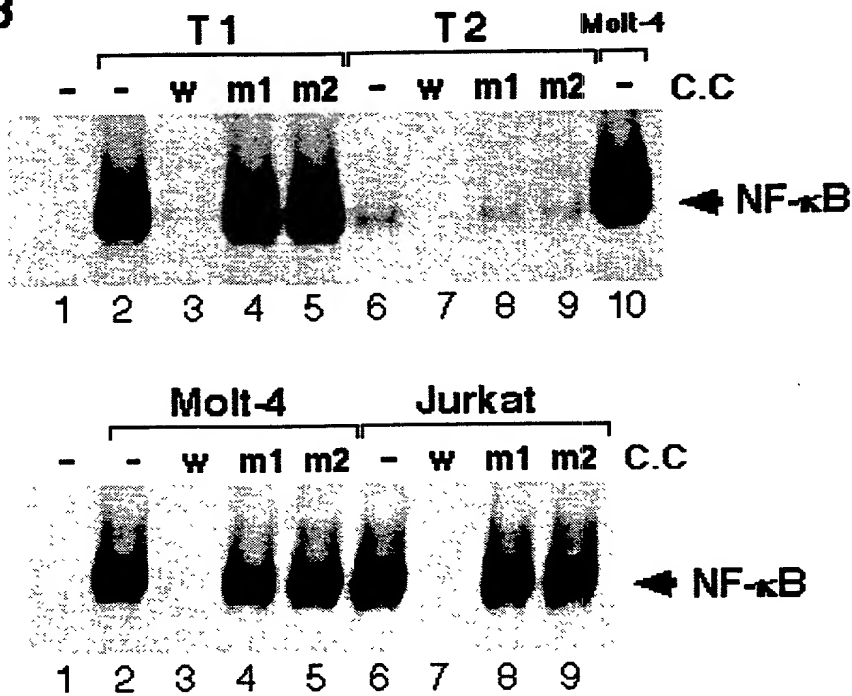 B
T1 T2 Molt-4
- - w m1 m2 - w m1 m2 - C.C
NF-κB
1 2 3 4 5 6 7 8 9 10
Molt-4 Jurkat
- - w m1 m2 - w m1 m2 C.C
NF-κB
1 2 3 4 5 6 7 8 9